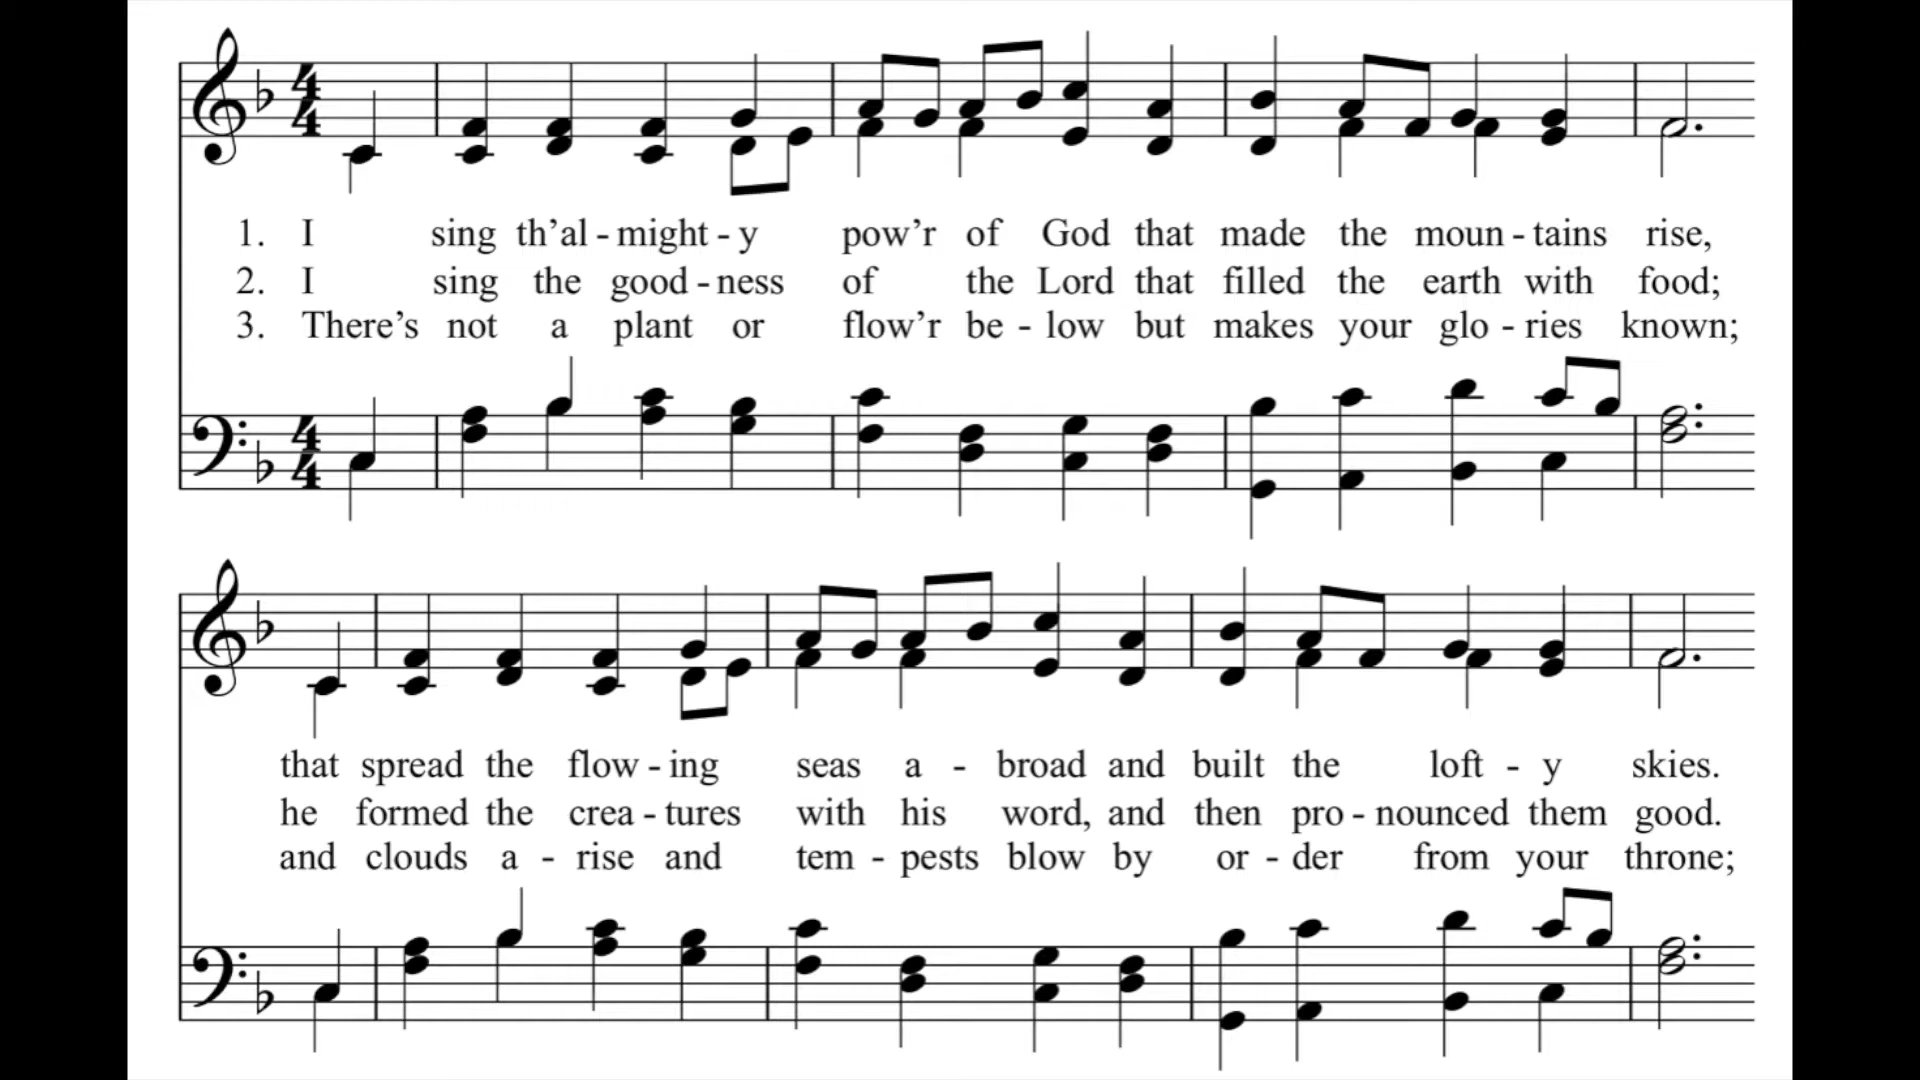 1. I sing th’al - might - y pow’r of God that made the moun - tains rise,
2. I sing the good - ness of the Lord that filled the earth with food;
3. There’s not a plant or flow’r be - low but makes your glo - ries known;
that spread the flow - ing seas a - broad and built the loft - y skies.
he formed the crea - tures with his word, and then pro - nounced them good.
and clouds a - rise and tem - pests blow by or - der from your throne;